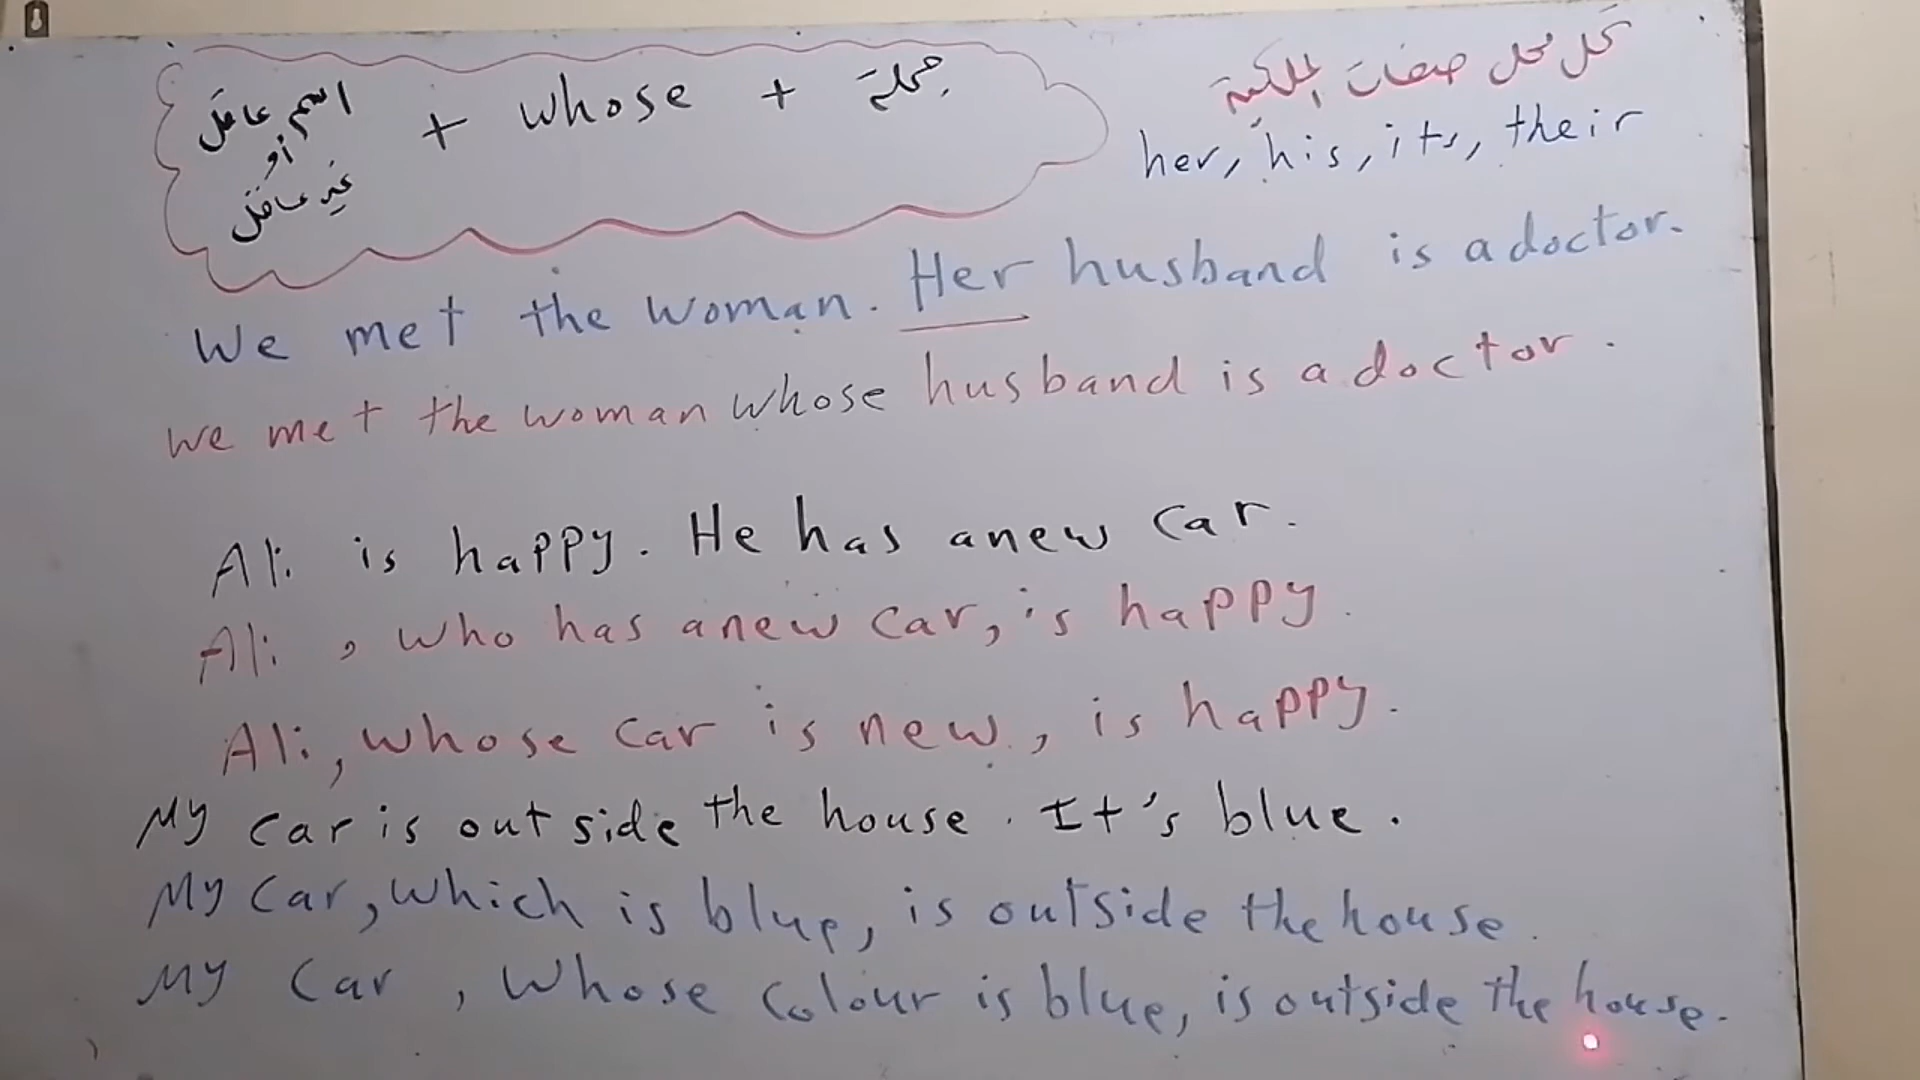 اسم عاقل أو غير عاقل + whose + جملة
تحل محل صفات الملكية
her, his, its, their
We met the woman. Her husband is a doctor.
we met the woman whose husband is a doctor.
Ali is happy. He has a new car.
Ali, who has a new car, is happy.
Ali, whose car is new, is happy.
My car is outside the house. It's blue.
My car, which is blue, is outside the house.
My car, whose colour is blue, is outside the house.